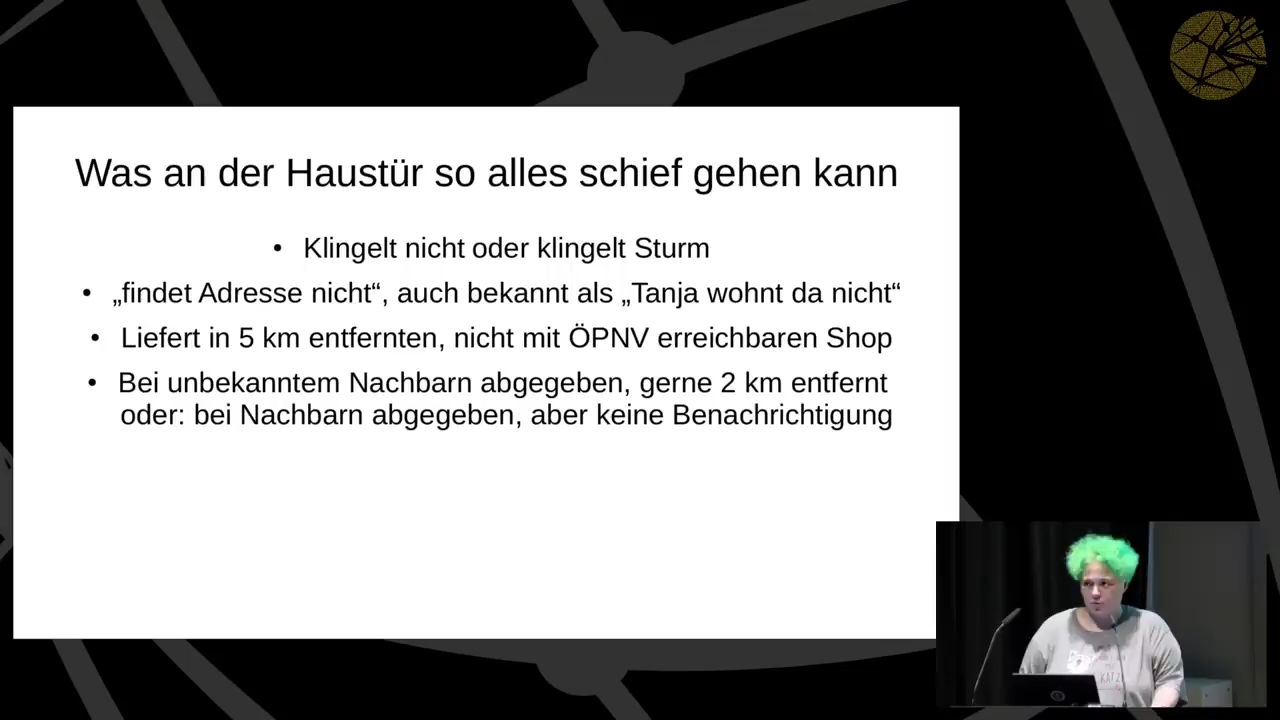 Was an der Haustür so alles schief gehen kann
• Klingelt nicht oder klingelt Sturm
• „findet Adresse nicht“, auch bekannt als „Tanja wohnt da nicht“
• Liefert in 5 km entfernten, nicht mit ÖPNV erreichbaren Shop
• Bei unbekanntem Nachbarn abgegeben, gerne 2 km entfernt
oder: bei Nachbarn abgegeben, aber keine Benachrichtigung